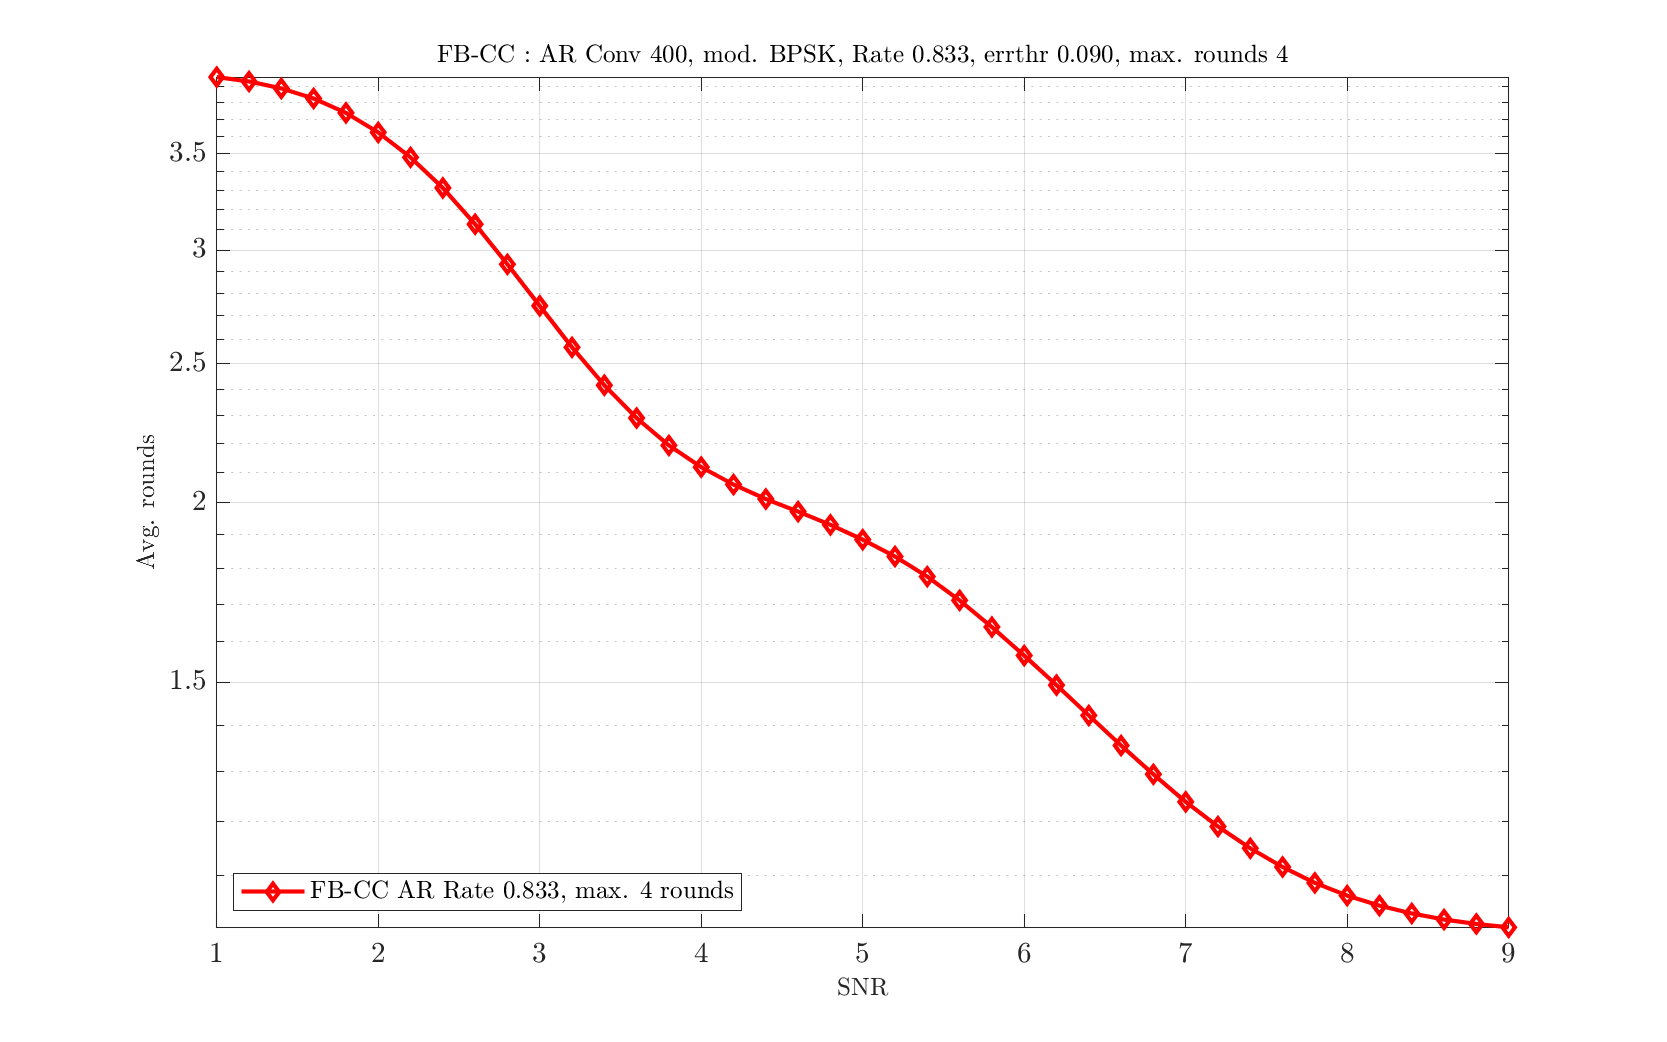 FB-CC : AR Conv 400, mod. BPSK, Rate 0.833, errthr 0.090, max. rounds 4
3.5
3
2.5
2
1.5
Avg. rounds
FB-CC AR Rate 0.833, max. 4 rounds
1 2 3 4 5 6 7 8 9
SNR